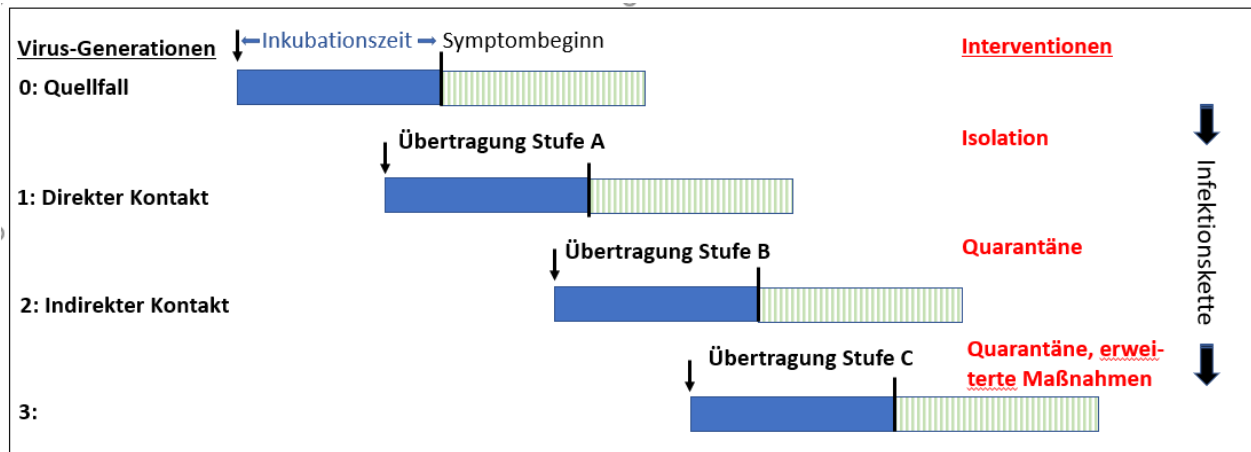 Virus-Generationen
Inkubationszeit
Symptombeginn
Interventionen
0: Quellfall
Übertragung Stufe A
Isolation
1: Direkter Kontakt
Übertragung Stufe B
Quarantäne
2: Indirekter Kontakt
Übertragung Stufe C
Quarantäne, erwei-
terte Maßnahmen
3:
Infektionskette